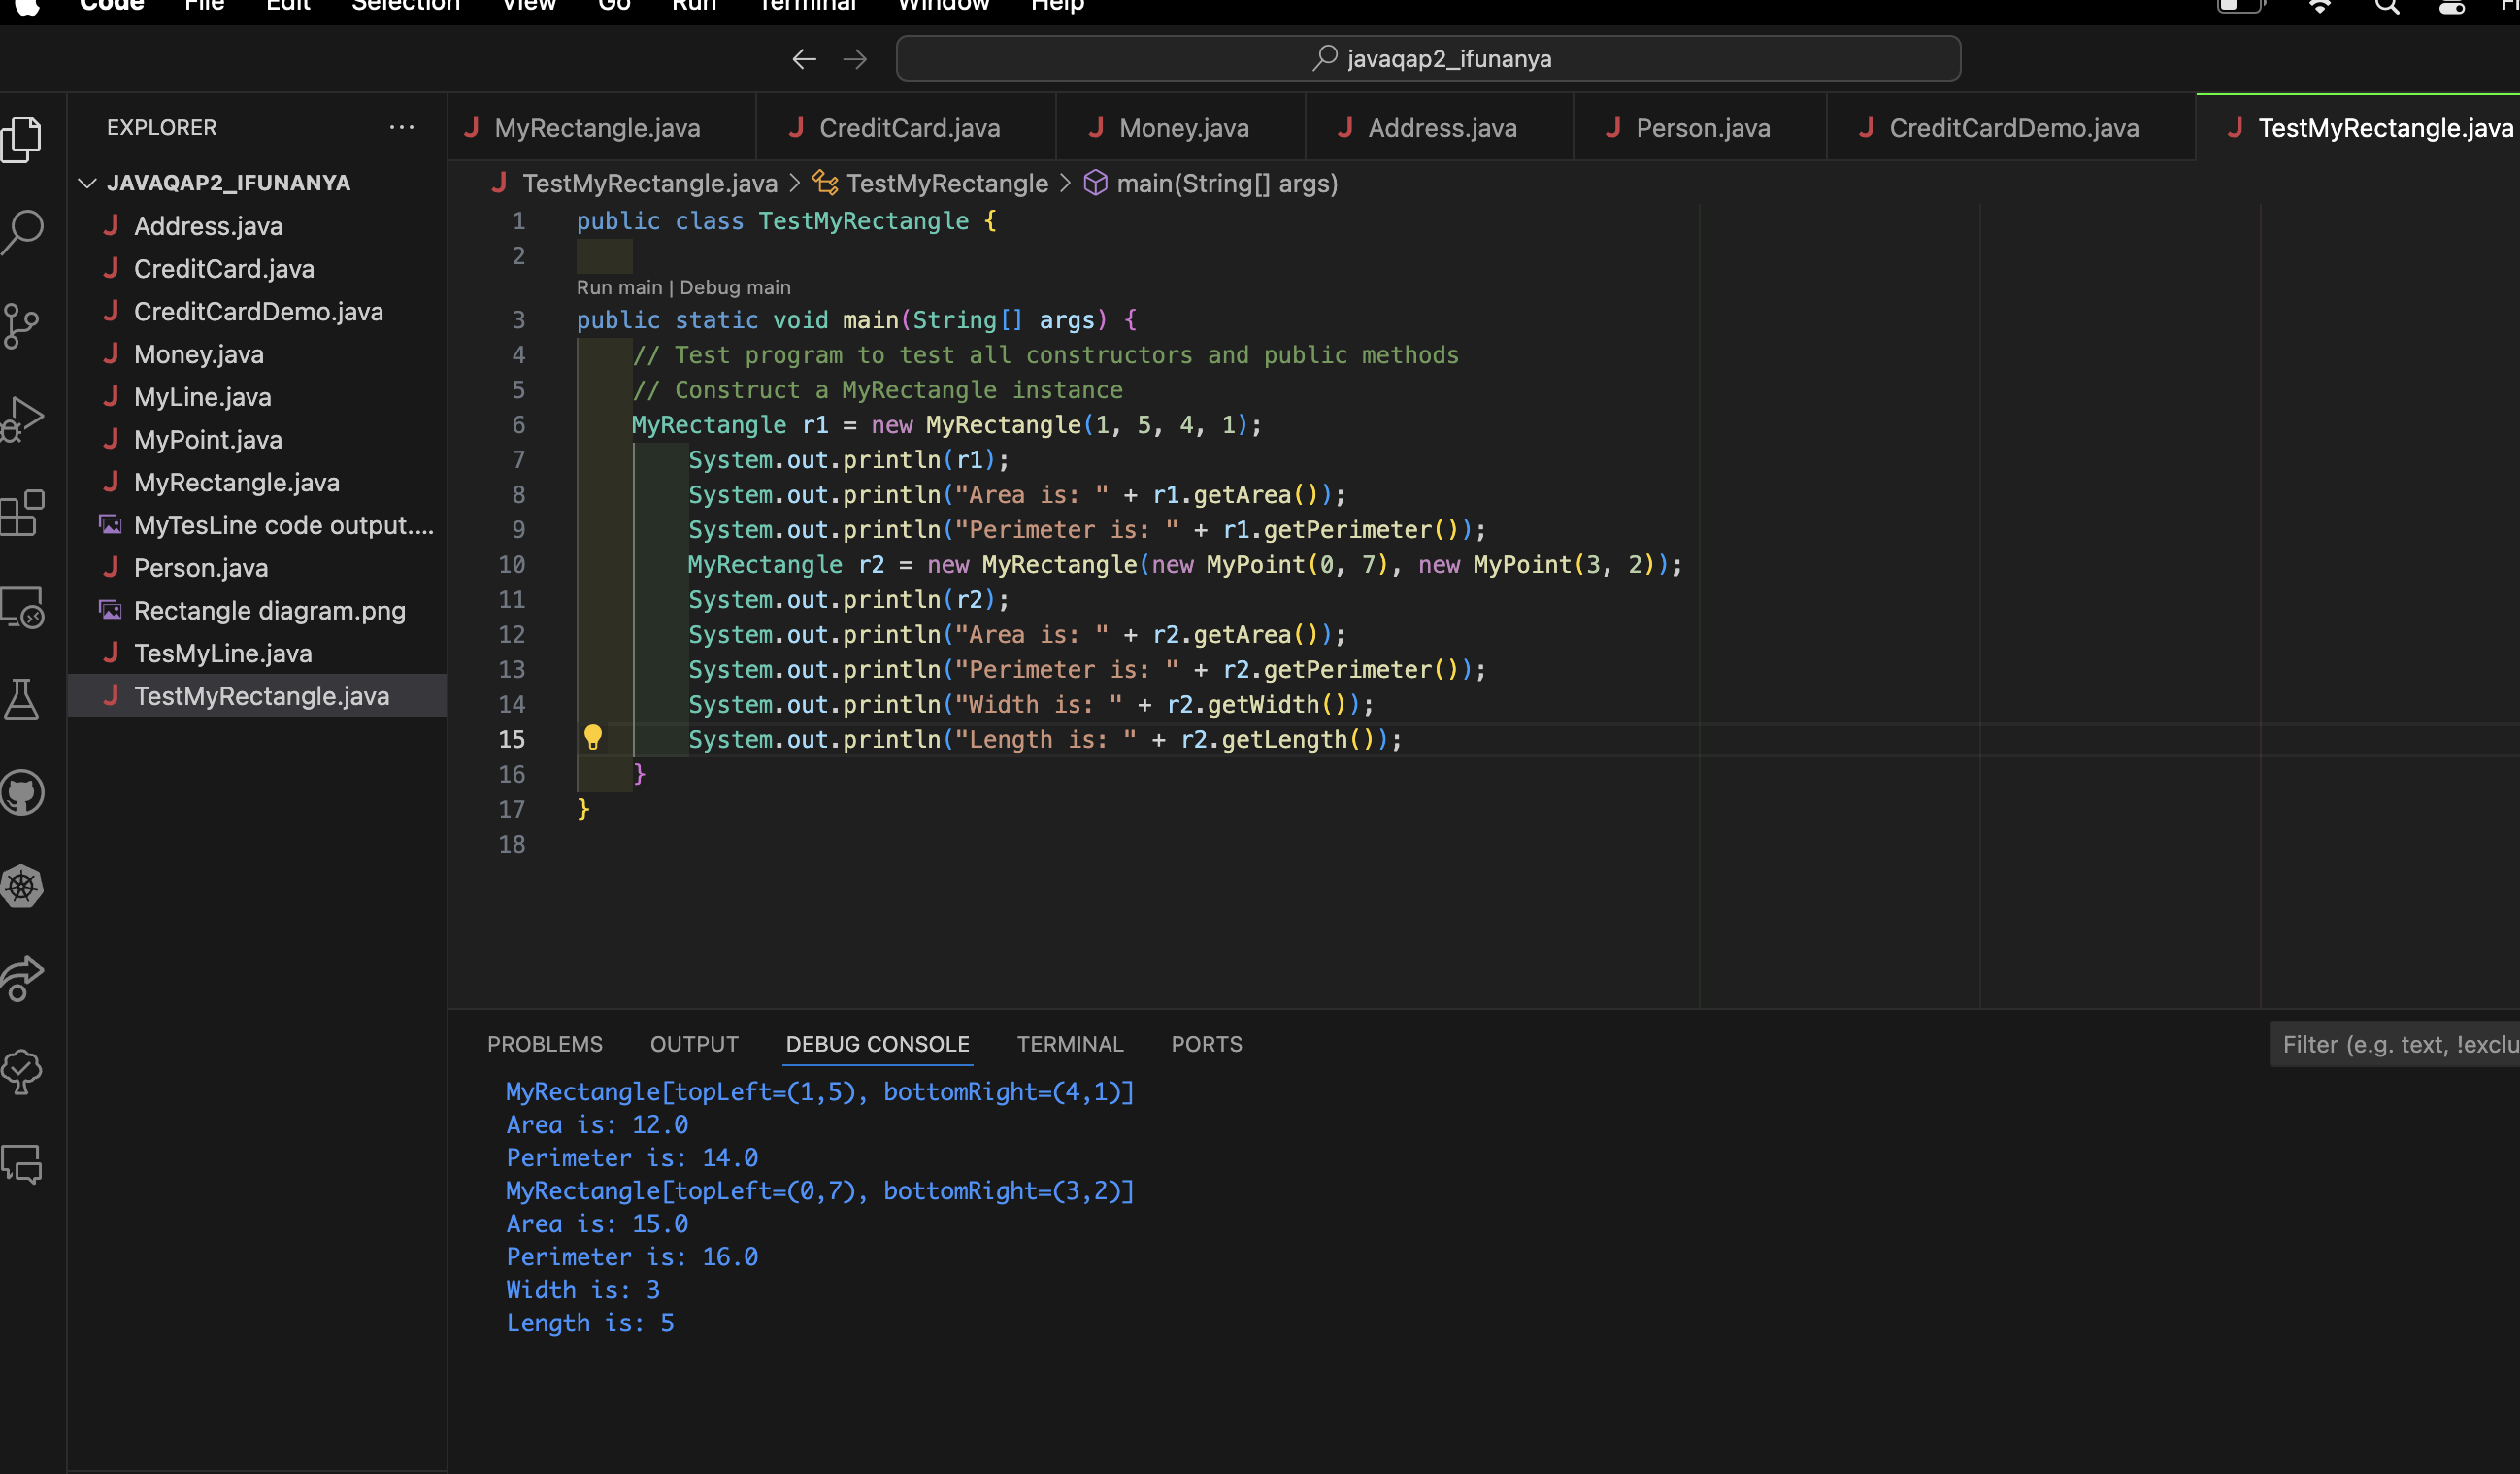 Code File Edit Selection View Go Run Terminal Window Help
javaqap2_ifunanya
EXPLORER
JAVAQAP2_IFUNANYA
Address.java
CreditCard.java
CreditCardDemo.java
Money.java
MyLine.java
MyPoint.java
MyRectangle.java
MyTesLine code output....
Person.java
Rectangle diagram.png
TesMyLine.java
TestMyRectangle.java
MyRectangle.java CreditCard.java Money.java Address.java Person.java CreditCardDemo.java TestMyRectangle.java
TestMyRectangle.java > TestMyRectangle > main(String[] args)
1 public class TestMyRectangle {
2
Run main | Debug main
3 public static void main(String[] args) {
4 // Test program to test all constructors and public methods
5 // Construct a MyRectangle instance
6 MyRectangle r1 = new MyRectangle(1, 5, 4, 1);
7 System.out.println(r1);
8 System.out.println("Area is: " + r1.getArea());
9 System.out.println("Perimeter is: " + r1.getPerimeter());
10 MyRectangle r2 = new MyRectangle(new MyPoint(0, 7), new MyPoint(3, 2));
11 System.out.println(r2);
12 System.out.println("Area is: " + r2.getArea());
13 System.out.println("Perimeter is: " + r2.getPerimeter());
14 System.out.println("Width is: " + r2.getWidth());
15 System.out.println("Length is: " + r2.getLength());
16 }
17 }
18
PROBLEMS OUTPUT DEBUG CONSOLE TERMINAL PORTS
Filter (e.g. text, !exclu
MyRectangle[topLeft=(1,5), bottomRight=(4,1)]
Area is: 12.0
Perimeter is: 14.0
MyRectangle[topLeft=(0,7), bottomRight=(3,2)]
Area is: 15.0
Perimeter is: 16.0
Width is: 3
Length is: 5